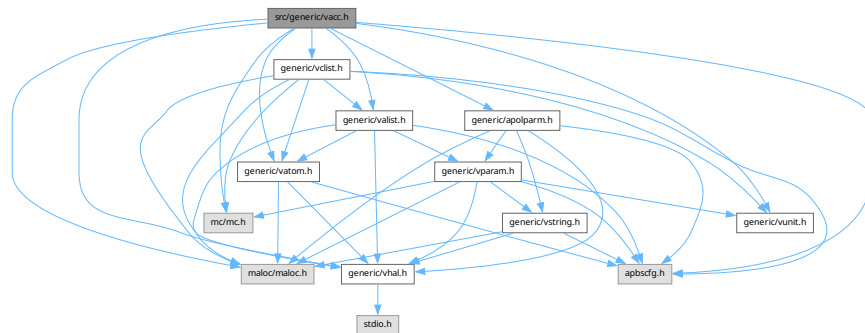 src/generic/vacc.h
generic/vclist.h
generic/valist.h
generic/apolparm.h
generic/vatom.h
generic/vparam.h
mc/mc.h
generic/vstring.h
generic/vunit.h
maloc/maloc.h
generic/vhal.h
apbscfg.h
stdio.h